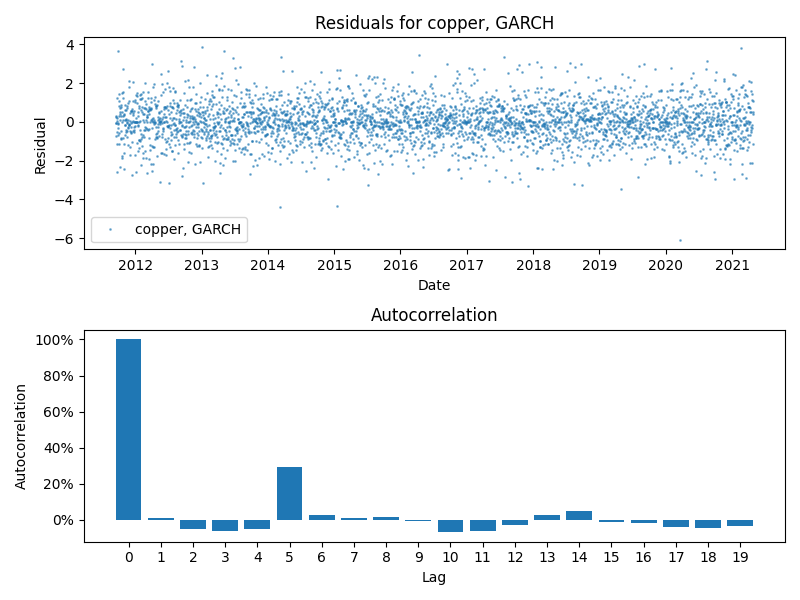 Residuals for copper, GARCH
4
2
0
−2
−4
−6
Residual
copper, GARCH
2012 2013 2014 2015 2016 2017 2018 2019 2020 2021
Date
Autocorrelation
100%
80%
60%
40%
20%
0%
Autocorrelation
0 1 2 3 4 5 6 7 8 9 10 11 12 13 14 15 16 17 18 19
Lag